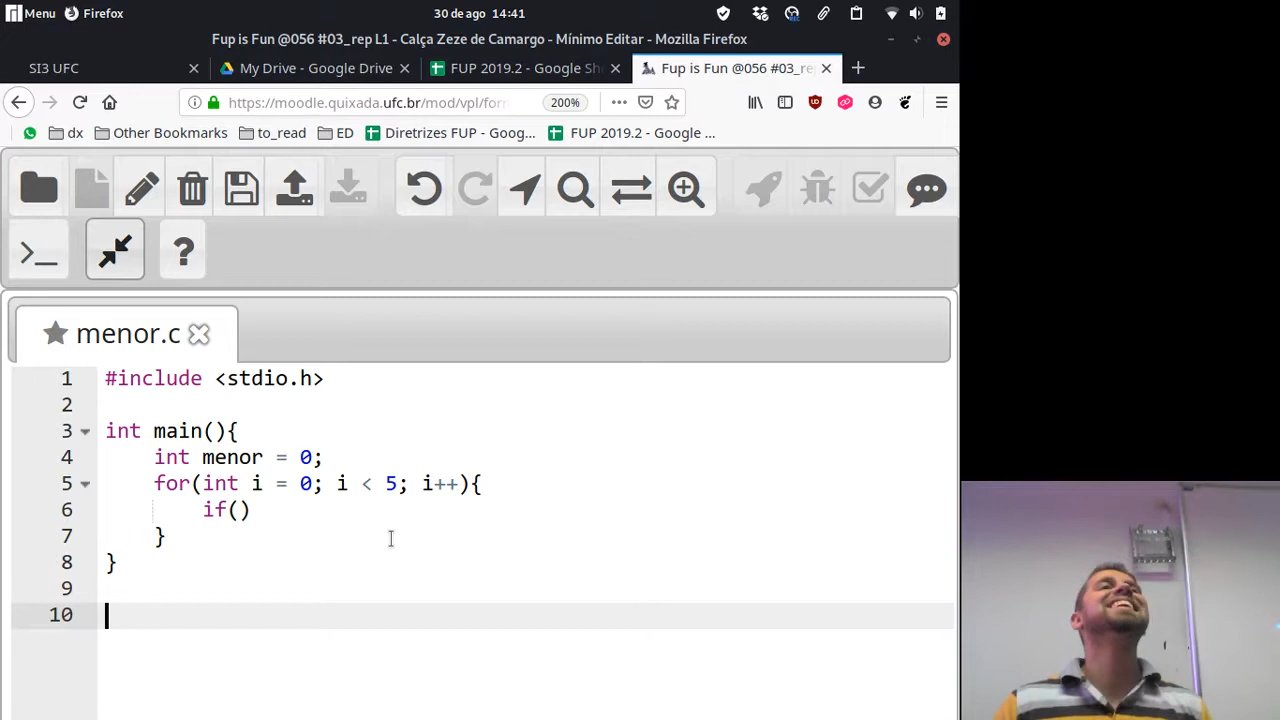 Menu Firefox 30 de ago 14:41
Fup is Fun @056 #03_rep L1 - Calça Zeze de Camargo - Mínimo Editar - Mozilla Firefox
SI3 UFC My Drive - Google Drive FUP 2019.2 - Google She Fup is Fun @056 #03_re
https://moodle.quixada.ufc.br/mod/vpl/for 200%
dx Other Bookmarks to_read ED Diretrizes FUP - Goog... FUP 2019.2 - Google ...
>_ ?
menor.c
1 #include <stdio.h>
2
3 int main(){
4 int menor = 0;
5 for(int i = 0; i < 5; i++){
6 if()
7 }
8 }
9
10